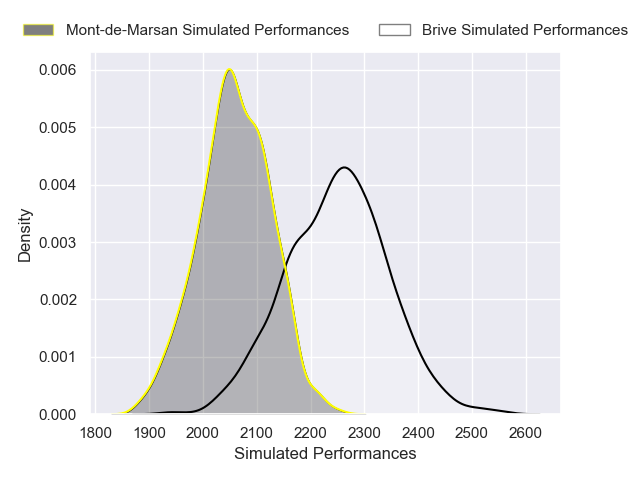 Mont-de-Marsan Simulated Performances
Brive Simulated Performances
0.006
0.005
0.004
0.003
0.002
0.001
0.000
Density
1800 1900 2000 2100 2200 2300 2400 2500 2600
Simulated Performances